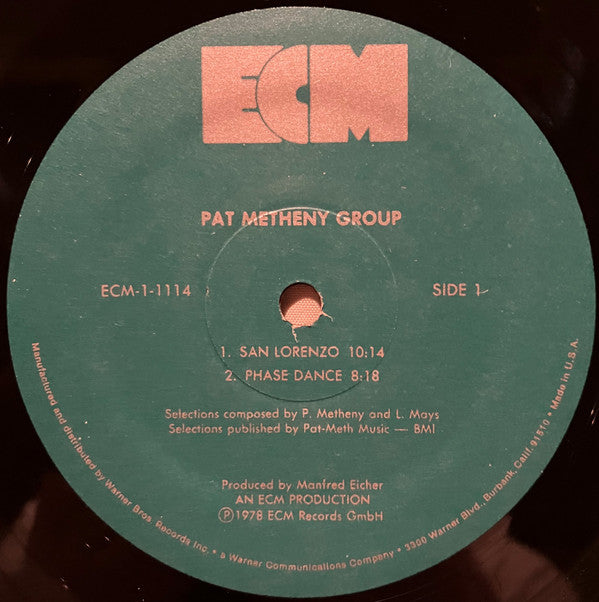 ECM
PAT METHENY GROUP
ECM-1-1114
SIDE 1
1. SAN LORENZO 10:14
2. PHASE DANCE 8:18
Selections composed by P. Metheny and L. Mays
Selections published by Pat-Meth Music — BMI
Produced by Manfred Eicher
AN ECM PRODUCTION
Ⓟ1978 ECM Records GmbH
Manufactured and distributed by Warner Bros. Records Inc. • a Warner Communications Company • 3300 Warner Blvd., Burbank, Calif. 91510 • Made in U.S.A.